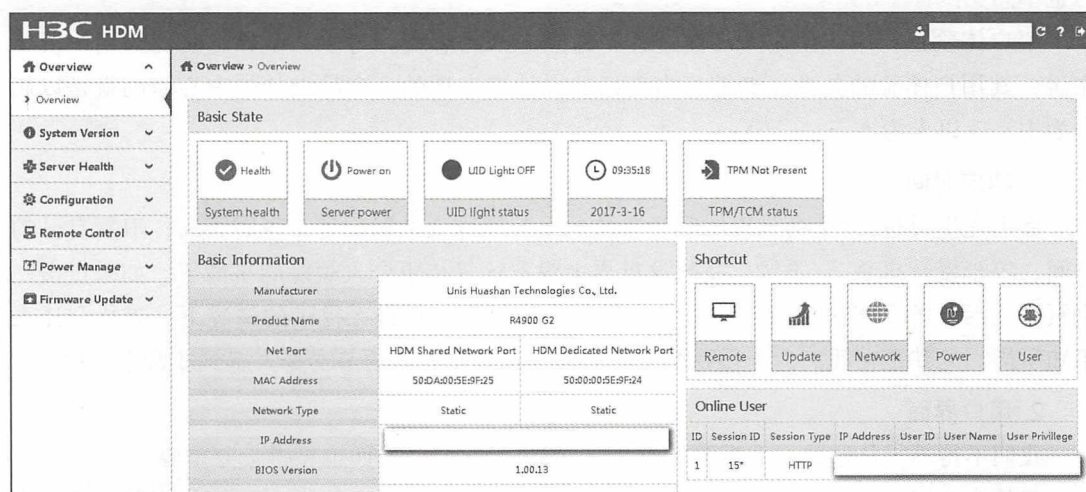 H3C HDM
C ?
Overview
Overview > Overview
Overview
System Version
Server Health
Configuration
Remote Control
Power Manage
Firmware Update
Basic State
Health
Power on
UID Light: OFF
09:35:18
TPM Not Present
System health
Server power
UID light status
2017-3-16
TPM/TCM status
Basic Information
Manufacturer Unis Huashan Technologies Co., Ltd.
Product Name R4900 G2
Net Port HDM Shared Network Port HDM Dedicated Network Port
MAC Address 50:DA:00:5E:9F:25 50:00:00:5E:9F:24
Network Type Static Static
IP Address
BIOS Version 1.00.13
Shortcut
Remote Update Network Power User
Online User
ID Session ID Session Type IP Address User ID User Name User Privillege
1 15* HTTP